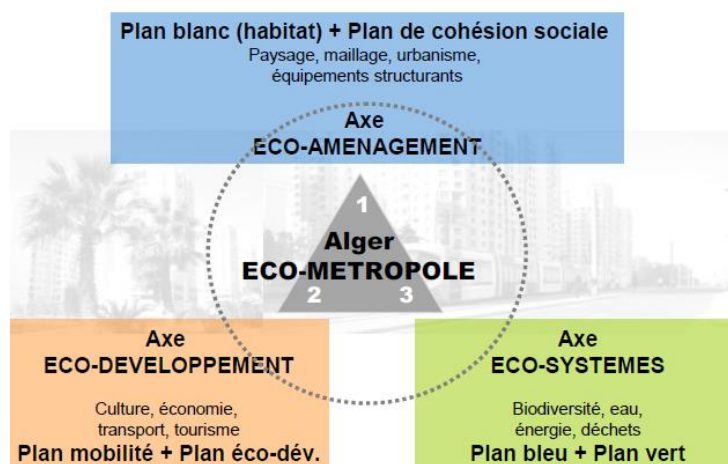 Plan blanc (habitat) + Plan de cohésion sociale
Paysage, maillage, urbanisme,
équipements structurants
Axe
ECO-AMENAGEMENT
1
Alger
ECO-METROPOLE
2 3
Axe
ECO-DEVELOPPEMENT
Culture, économie,
transport, tourisme
Plan mobilité + Plan éco-dév.
Axe
ECO-SYSTEMES
Biodiversité, eau,
énergie, déchets
Plan bleu + Plan vert